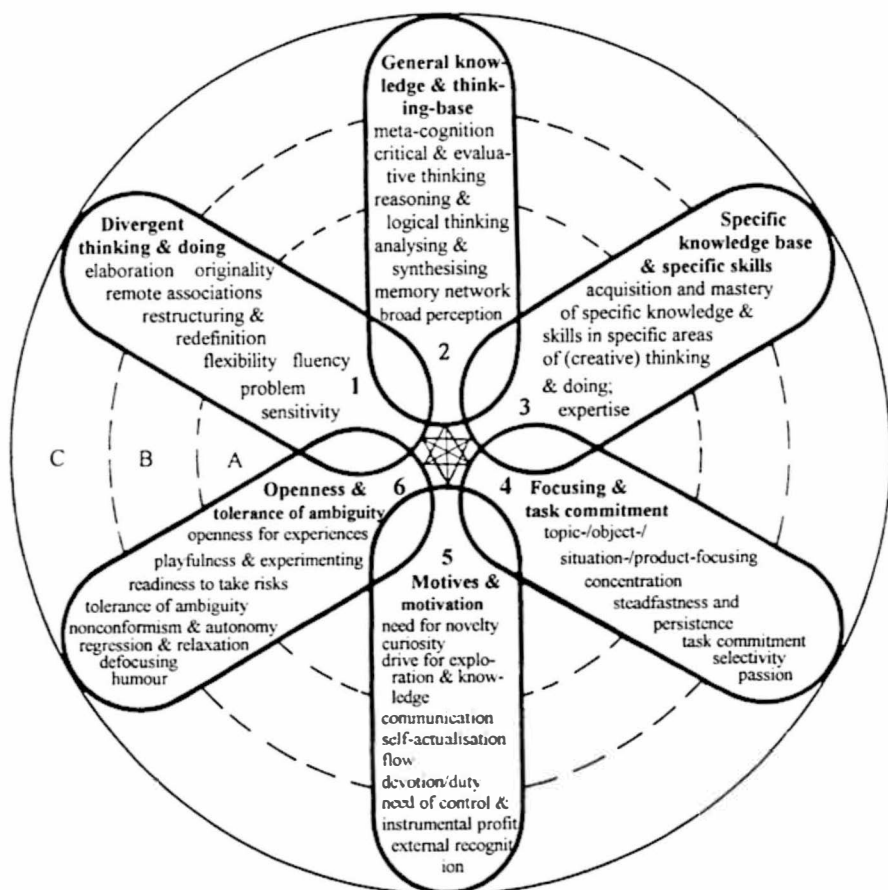 General know-
ledge & think-
ing-base
meta-cognition
critical & evalua-
tive thinking
reasoning &
logical thinking
analysing &
synthesising
memory network
broad perception
2
Divergent
thinking & doing
elaboration originality
remote associations
restructuring &
redefinition
flexibility fluency
problem
sensitivity
1
Specific
knowledge base
& specific skills
acquisition and mastery
of specific knowledge &
skills in specific areas
of (creative) thinking
& doing;
expertise
3
C B A
Openness &
tolerance of ambiguity
6
openness for experiences
playfulness & experimenting
readiness to take risks
tolerance of ambiguity
nonconformism & autonomy
regression & relaxation
defocusing
humour
4
Focusing &
task commitment
topic-/object-/
situation-/product-focusing
concentration
steadfastness and
persistence
task commitment
selectivity
passion
5
Motives &
motivation
need for novelty
curiosity
drive for explo-
ration & know-
ledge
communication
self-actualisation
flow
devotion/duty
need of control &
instrumental profit
external recognit
ion